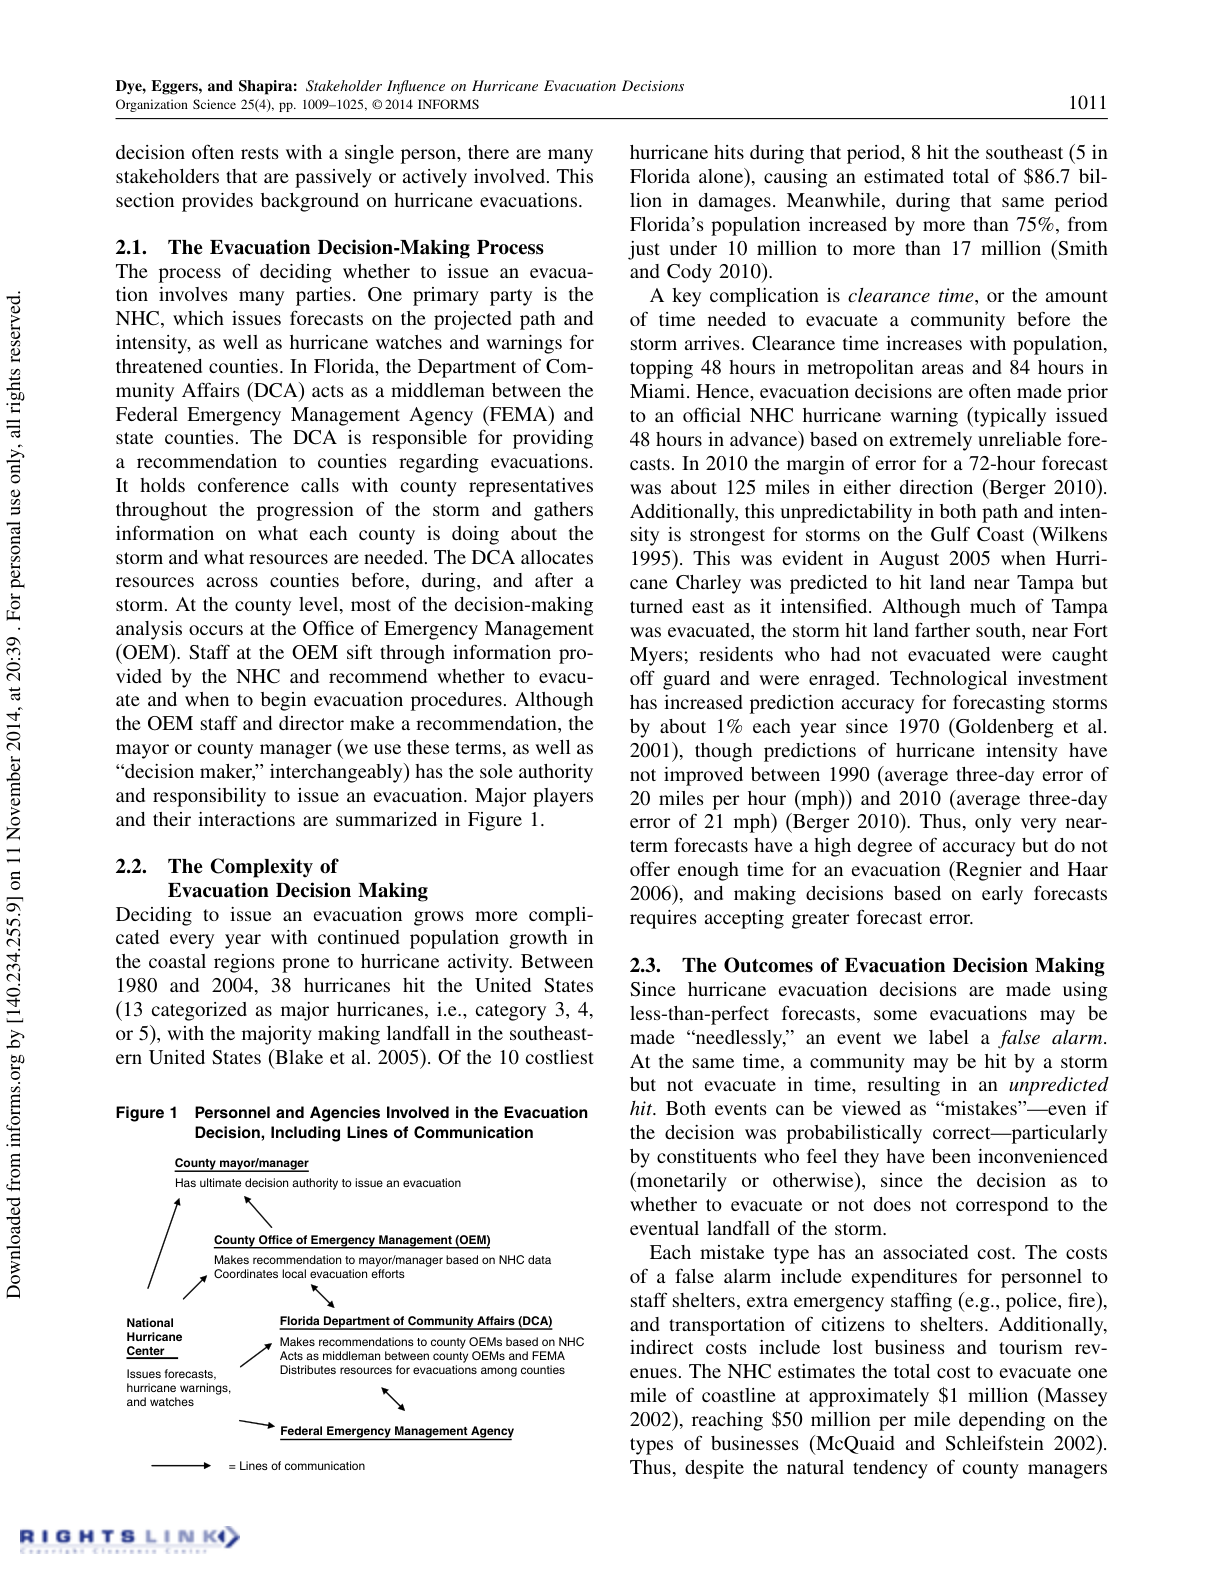 Dye, Eggers, and Shapira: Stakeholder Influence on Hurricane Evacuation Decisions
Organization Science 25(4), pp. 1009–1025, © 2014 INFORMS
1011
decision often rests with a single person, there are many
stakeholders that are passively or actively involved. This
section provides background on hurricane evacuations.
2.1. The Evacuation Decision-Making Process
The process of deciding whether to issue an evacua-
tion involves many parties. One primary party is the
NHC, which issues forecasts on the projected path and
intensity, as well as hurricane watches and warnings for
threatened counties. In Florida, the Department of Com-
munity Affairs (DCA) acts as a middleman between the
Federal Emergency Management Agency (FEMA) and
state counties. The DCA is responsible for providing
a recommendation to counties regarding evacuations.
It holds conference calls with county representatives
throughout the progression of the storm and gathers
information on what each county is doing about the
storm and what resources are needed. The DCA allocates
resources across counties before, during, and after a
storm. At the county level, most of the decision-making
analysis occurs at the Office of Emergency Management
(OEM). Staff at the OEM sift through information pro-
vided by the NHC and recommend whether to evacu-
ate and when to begin evacuation procedures. Although
the OEM staff and director make a recommendation, the
mayor or county manager (we use these terms, as well as
“decision maker,” interchangeably) has the sole authority
and responsibility to issue an evacuation. Major players
and their interactions are summarized in Figure 1.
2.2. The Complexity of
Evacuation Decision Making
Deciding to issue an evacuation grows more compli-
cated every year with continued population growth in
the coastal regions prone to hurricane activity. Between
1980 and 2004, 38 hurricanes hit the United States
(13 categorized as major hurricanes, i.e., category 3, 4,
or 5), with the majority making landfall in the southeast-
ern United States (Blake et al. 2005). Of the 10 costliest
Figure 1 Personnel and Agencies Involved in the Evacuation
Decision, Including Lines of Communication
County mayor/manager
Has ultimate decision authority to issue an evacuation
County Office of Emergency Management (OEM)
Makes recommendation to mayor/manager based on NHC data
Coordinates local evacuation efforts
National
Hurricane
Center
Issues forecasts,
hurricane warnings,
and watches
Florida Department of Community Affairs (DCA)
Makes recommendations to county OEMs based on NHC
Acts as middleman between county OEMs and FEMA
Distributes resources for evacuations among counties
Federal Emergency Management Agency
= Lines of communication
hurricane hits during that period, 8 hit the southeast (5 in
Florida alone), causing an estimated total of $86.7 bil-
lion in damages. Meanwhile, during that same period
Florida’s population increased by more than 75%, from
just under 10 million to more than 17 million (Smith
and Cody 2010).
A key complication is clearance time, or the amount
of time needed to evacuate a community before the
storm arrives. Clearance time increases with population,
topping 48 hours in metropolitan areas and 84 hours in
Miami. Hence, evacuation decisions are often made prior
to an official NHC hurricane warning (typically issued
48 hours in advance) based on extremely unreliable fore-
casts. In 2010 the margin of error for a 72-hour forecast
was about 125 miles in either direction (Berger 2010).
Additionally, this unpredictability in both path and inten-
sity is strongest for storms on the Gulf Coast (Wilkens
1995). This was evident in August 2005 when Hurri-
cane Charley was predicted to hit land near Tampa but
turned east as it intensified. Although much of Tampa
was evacuated, the storm hit land farther south, near Fort
Myers; residents who had not evacuated were caught
off guard and were enraged. Technological investment
has increased prediction accuracy for forecasting storms
by about 1% each year since 1970 (Goldenberg et al.
2001), though predictions of hurricane intensity have
not improved between 1990 (average three-day error of
20 miles per hour (mph)) and 2010 (average three-day
error of 21 mph) (Berger 2010). Thus, only very near-
term forecasts have a high degree of accuracy but do not
offer enough time for an evacuation (Regnier and Haar
2006), and making decisions based on early forecasts
requires accepting greater forecast error.
2.3. The Outcomes of Evacuation Decision Making
Since hurricane evacuation decisions are made using
less-than-perfect forecasts, some evacuations may be
made “needlessly,” an event we label a false alarm.
At the same time, a community may be hit by a storm
but not evacuate in time, resulting in an unpredicted
hit. Both events can be viewed as “mistakes”—even if
the decision was probabilistically correct—particularly
by constituents who feel they have been inconvenienced
(monetarily or otherwise), since the decision as to
whether to evacuate or not does not correspond to the
eventual landfall of the storm.
Each mistake type has an associated cost. The costs
of a false alarm include expenditures for personnel to
staff shelters, extra emergency staffing (e.g., police, fire),
and transportation of citizens to shelters. Additionally,
indirect costs include lost business and tourism rev-
enues. The NHC estimates the total cost to evacuate one
mile of coastline at approximately $1 million (Massey
2002), reaching $50 million per mile depending on the
types of businesses (McQuaid and Schleifstein 2002).
Thus, despite the natural tendency of county managers
Downloaded from informs.org by [140.234.255.9] on 11 November 2014, at 20:39 . For personal use only, all rights reserved.
RIGHTSLINK
Copyright Clearance Center